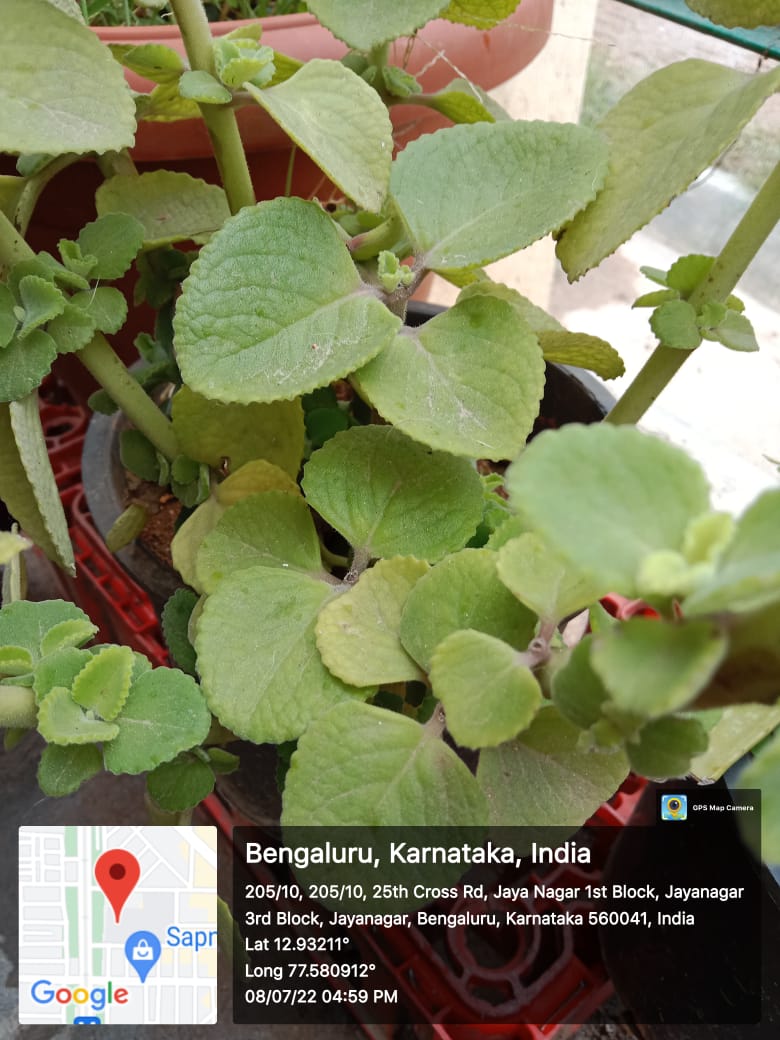 GPS Map Camera
Bengaluru, Karnataka, India
205/10, 205/10, 25th Cross Rd, Jaya Nagar 1st Block, Jayanagar
3rd Block, Jayanagar, Bengaluru, Karnataka 560041, India
Lat 12.93211°
Long 77.580912°
08/07/22 04:59 PM
Sapn
Google